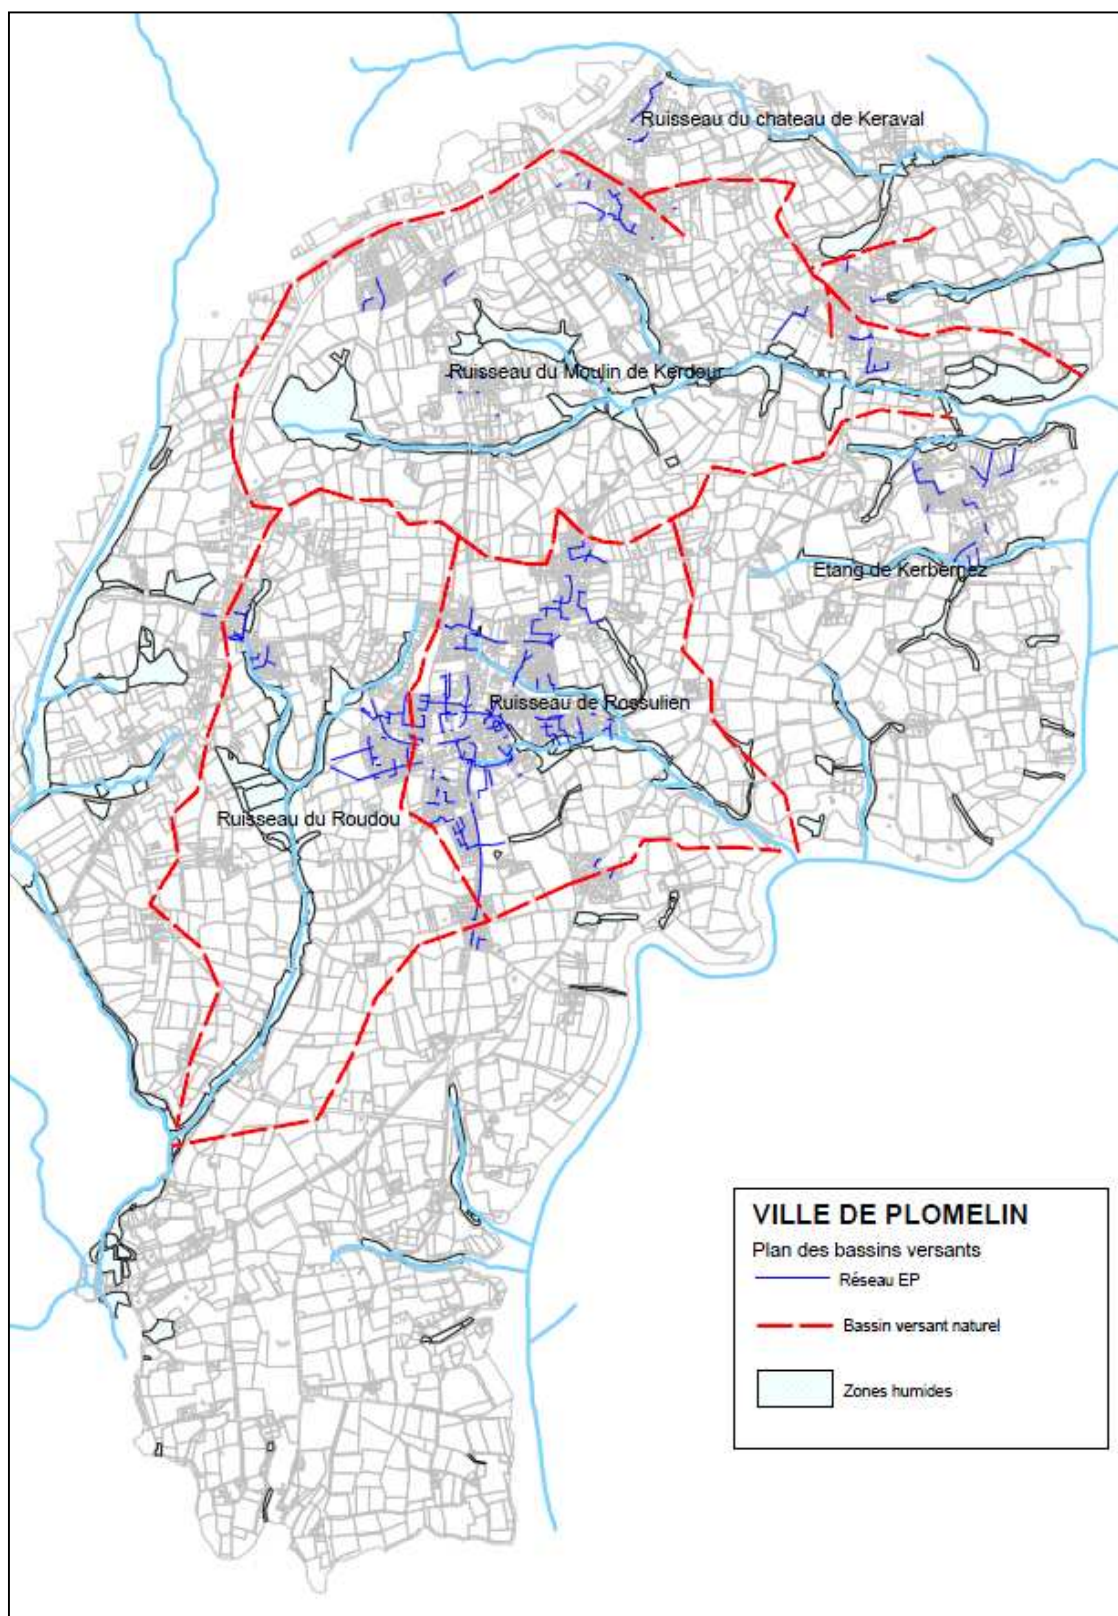 Ruisseau du chateau de Keraval
Ruisseau du Moulin de Kerdour
Etang de Kerbernez
Ruisseau de Rossulien
Ruisseau du Roudou
VILLE DE PLOMELIN
Plan des bassins versants
Réseau EP
Bassin versant naturel
Zones humides